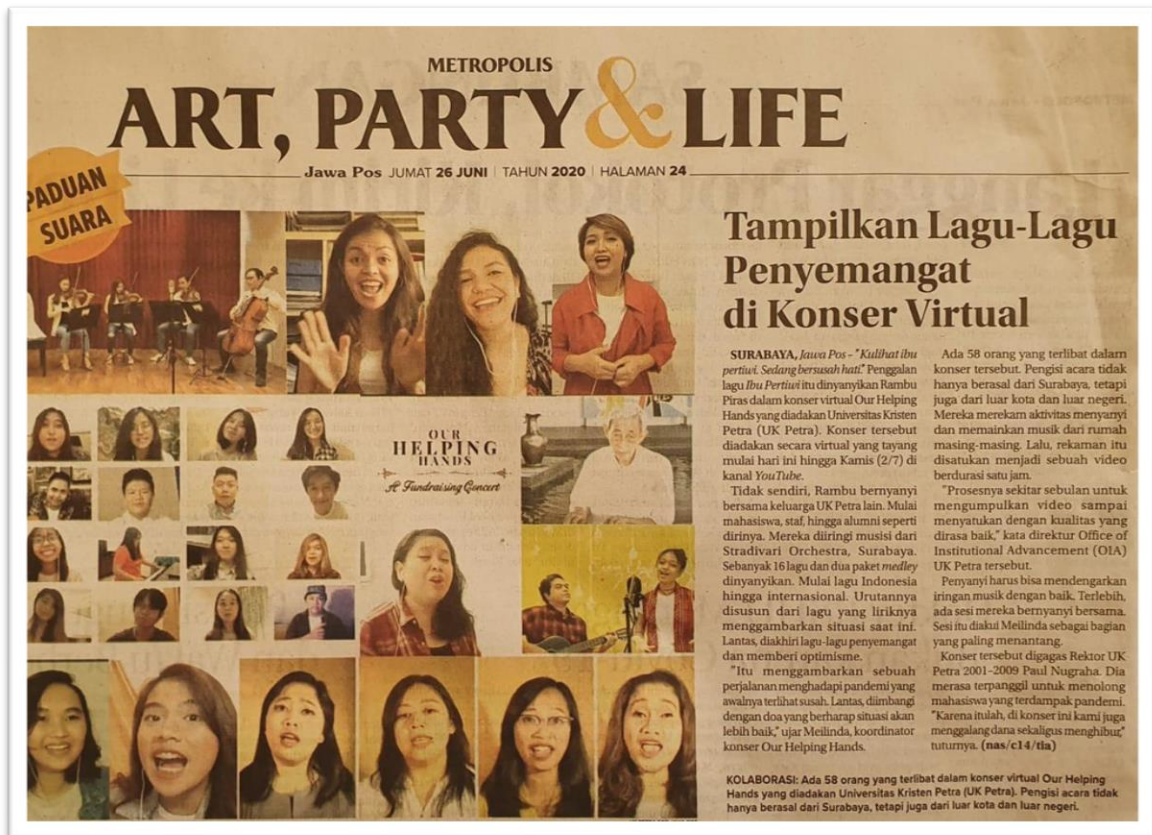 METROPOLIS
ART, PARTY & LIFE
Jawa Pos JUMAT 26 JUNI | TAHUN 2020 | HALAMAN 24
PADUAN
SUARA
OUR
HELPING
HANDS
A Fundraising Concert
Tampilkan Lagu-Lagu
Penyemangat
di Konser Virtual
SURABAYA, Jawa Pos – "Kulihat ibu
pertiwi. Sedang bersusah hati." Penggalan
lagu Ibu Pertiwi itu dinyanyikan Rambu
Piras dalam konser virtual Our Helping
Hands yang diadakan Universitas Kristen
Petra (UK Petra). Konser tersebut
diadakan secara virtual yang tayang
mulai hari ini hingga Kamis (2/7) di
kanal YouTube.
Tidak sendiri, Rambu bernyanyi
bersama keluarga UK Petra lain. Mulai
mahasiswa, staf, hingga alumni seperti
dirinya. Mereka diiringi musisi dari
Stradivari Orchestra, Surabaya.
Sebanyak 16 lagu dan dua paket medley
dinyanyikan. Mulai lagu Indonesia
hingga internasional. Urutannya
disusun dari lagu yang liriknya
menggambarkan situasi saat ini.
Lantas, diakhiri lagu-lagu penyemangat
dan memberi optimisme.
"Itu menggambarkan sebuah
perjalanan menghadapi pandemi yang
awalnya terlihat susah. Lantas, diimbangi
dengan doa yang berharap situasi akan
lebih baik," ujar Meilinda, koordinator
konser Our Helping Hands.
Ada 58 orang yang terlibat dalam
konser tersebut. Pengisi acara tidak
hanya berasal dari Surabaya, tetapi
juga dari luar kota dan luar negeri.
Mereka merekam aktivitas menyanyi
dan memainkan musik dari rumah
masing-masing. Lalu, rekaman itu
disatukan menjadi sebuah video
berdurasi satu jam.
"Prosesnya sekitar sebulan untuk
mengumpulkan video sampai
menyatukan dengan kualitas yang
dirasa baik," kata direktur Office of
Institutional Advancement (OIA)
UK Petra tersebut.
Penyanyi harus bisa mendengarkan
iringan musik dengan baik. Terlebih,
ada sesi mereka bernyanyi bersama.
Sesi itu diakui Meilinda sebagai bagian
yang paling menantang.
Konser tersebut digagas Rektor UK
Petra 2001-2009 Paul Nugraha. Dia
merasa terpanggil untuk menolong
mahasiswa yang terdampak pandemi.
"Karena itulah, di konser ini kami juga
menggalang dana sekaligus menghibur,"
tuturnya. (nas/c14/tia)
KOLABORASI: Ada 58 orang yang terlibat dalam konser virtual Our Helping
Hands yang diadakan Universitas Kristen Petra (UK Petra). Pengisi acara tidak
hanya berasal dari Surabaya, tetapi juga dari luar kota dan luar negeri.